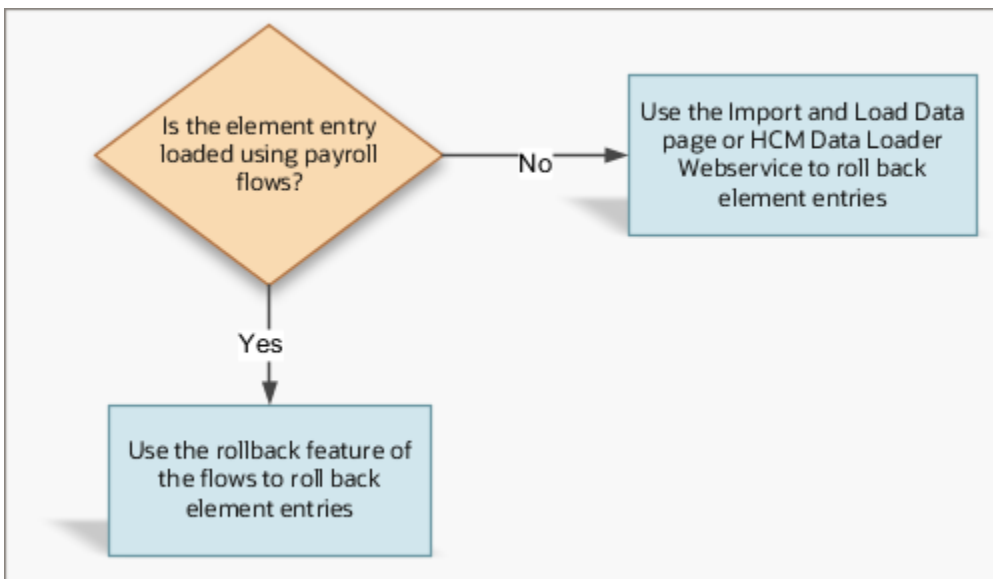 Is the element entry
loaded using payroll
flows?
No
Use the Import and Load Data
page or HCM Data Loader
Webservice to roll back
element entries
Yes
Use the rollback feature of
the flows to roll back
element entries